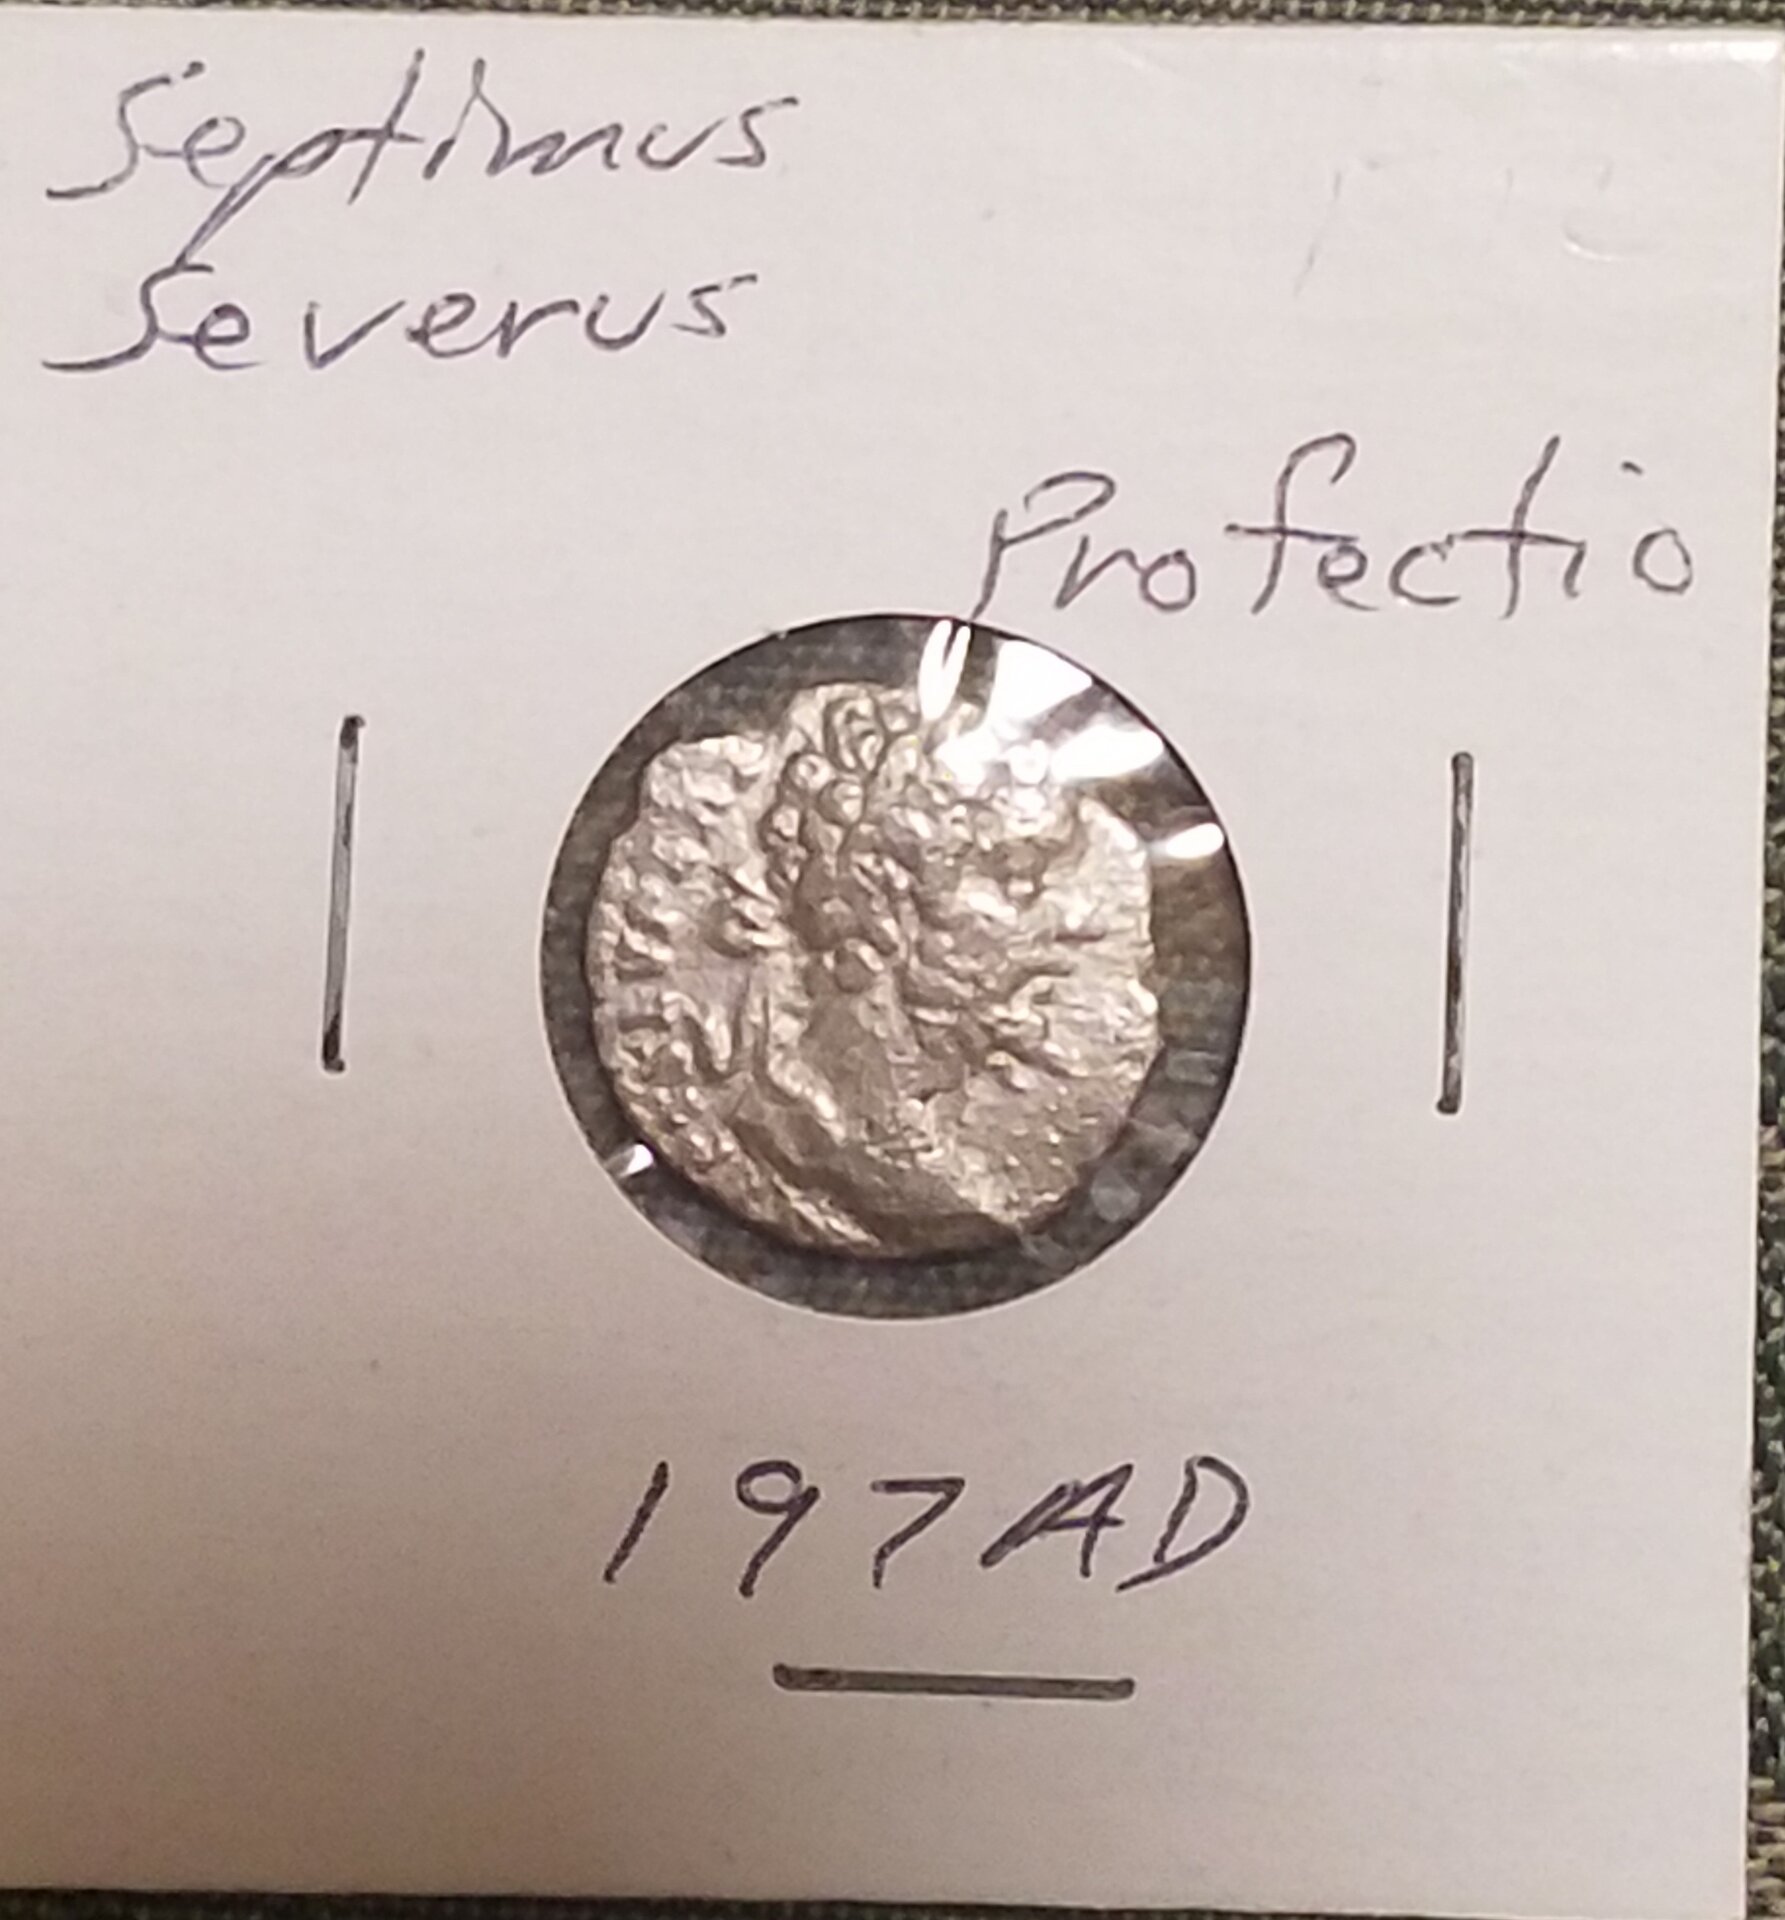 Septimus
Severus
Profectio
197AD